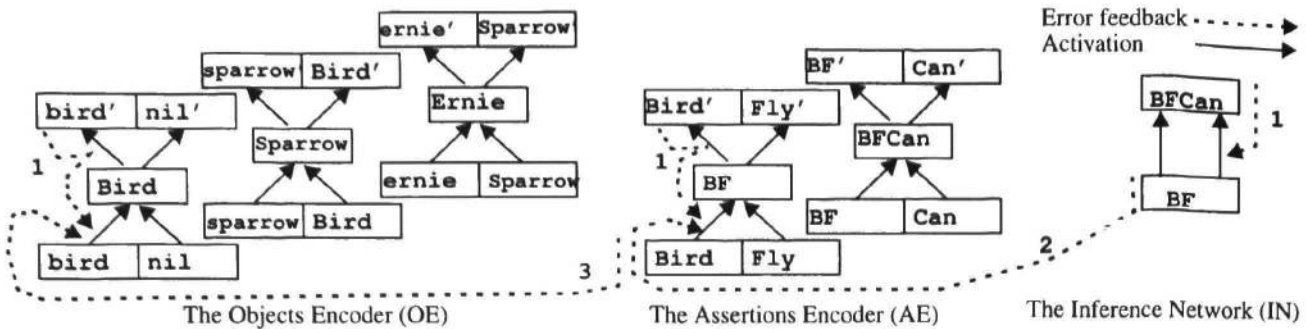 ernie' Sparrow'
sparrow' Bird'
bird' nil'
Ernie
Sparrow
1
Bird
ernie Sparrow
sparrow Bird
bird nil
3
The Objects Encoder (OE)
BF' Can'
Bird' Fly'
BFCan
1
BF
BF Can
Bird Fly
The Assertions Encoder (AE)
Error feedback
Activation
BFCan
1
BF
2
The Inference Network (IN)